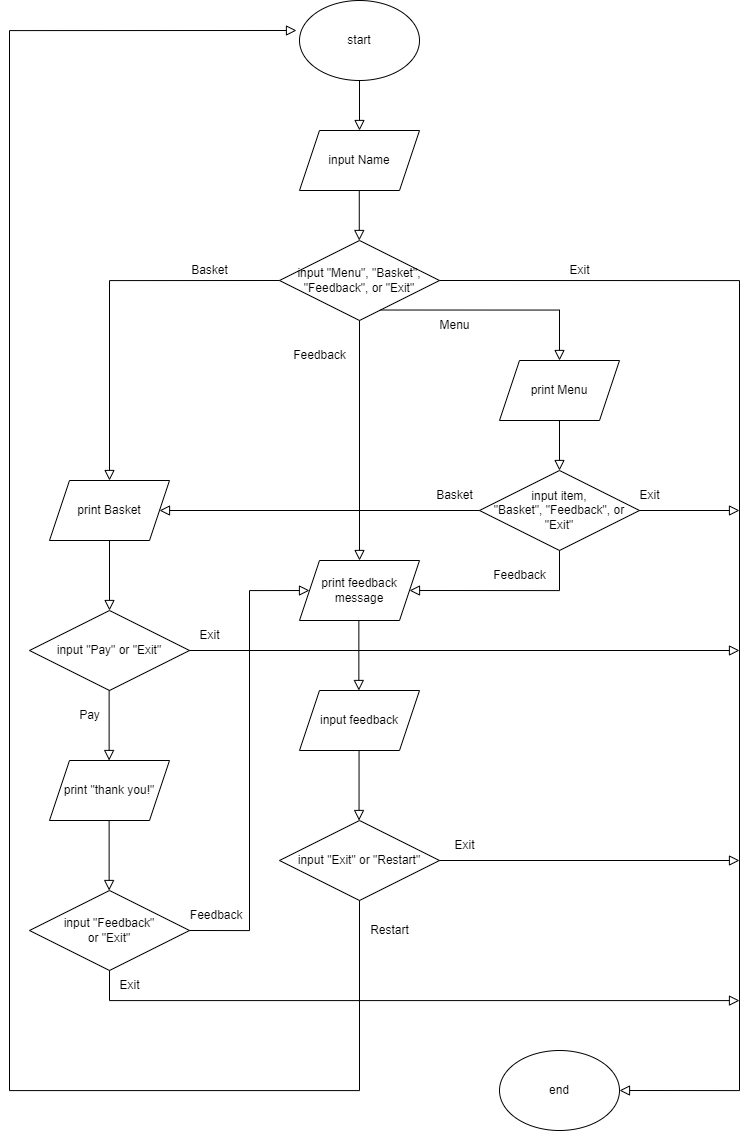 start
input Name
Basket
input "Menu", "Basket",
"Feedback", or "Exit"
Exit
Menu
Feedback
print Menu
print Basket
Basket
input item,
"Basket", "Feedback", or
"Exit"
Exit
Feedback
print feedback
message
input "Pay" or "Exit"
Exit
Pay
input feedback
print "thank you!"
input "Exit" or "Restart"
Exit
input "Feedback"
or "Exit"
Feedback
Restart
Exit
end